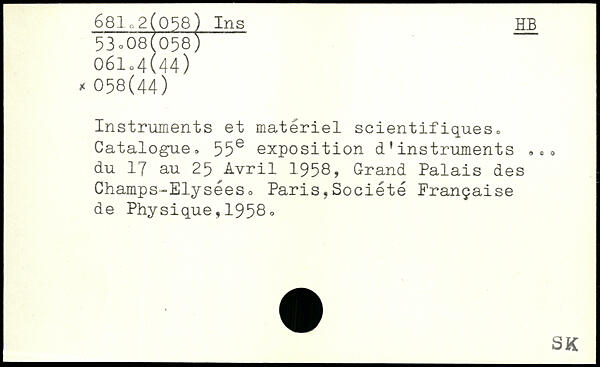 681.2(058) Ins
HB
53.08(058)
061.4(44)
x 058(44)
Instruments et matériel scientifiques.
Catalogue. 55e exposition d'instruments ...
du 17 au 25 Avril 1958, Grand Palais des
Champs-Elysées. Paris,Société Française
de Physique,1958.
SK